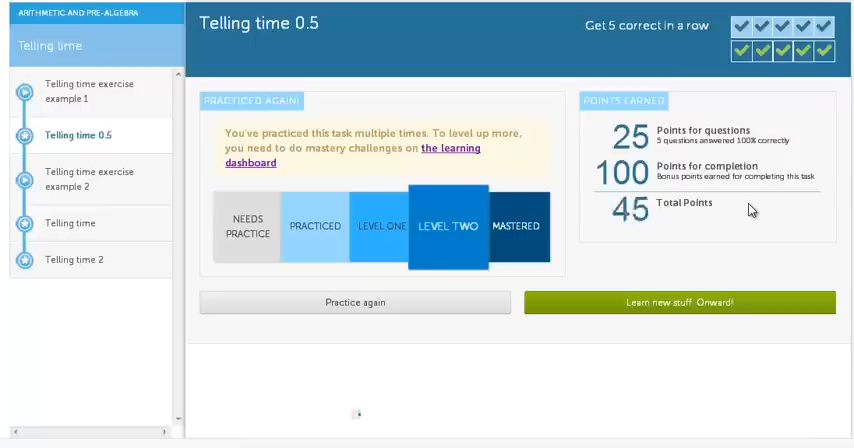 ARITHMETIC AND PRE-ALGEBRA
Telling time
Telling time exercise
example 1
Telling time 0.5
Telling time exercise
example 2
Telling time
Telling time 2
Telling time 0.5
Get 5 correct in a row
PRACTICED AGAIN!
You've practiced this task multiple times. To level up more,
you need to do mastery challenges on the learning
dashboard
NEEDS
PRACTICE
PRACTICED
LEVEL ONE
LEVEL TWO
MASTERED
Practice again
POINTS EARNED
25 Points for questions
5 questions answered 100% correctly
100 Points for completion
Bonus points earned for completing this task
45 Total Points
Learn new stuff Onward!